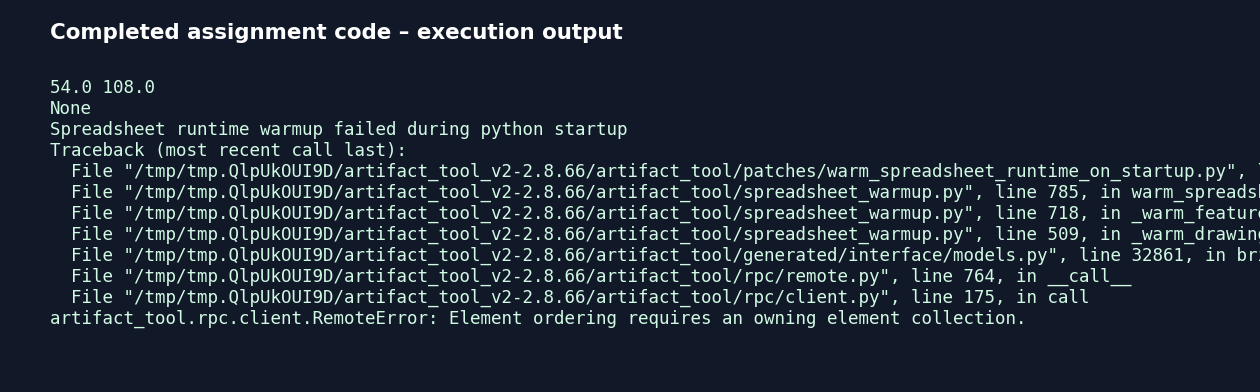 Completed assignment code – execution output
54.0 108.0
None
Spreadsheet runtime warmup failed during python startup
Traceback (most recent call last):
  File "/tmp/tmp.QlpUkOUI9D/artifact_tool_v2-2.8.66/artifact_tool/patches/warm_spreadsheet_runtime_on_startup.py",
  File "/tmp/tmp.QlpUkOUI9D/artifact_tool_v2-2.8.66/artifact_tool/spreadsheet_warmup.py", line 785, in warm_spreads
  File "/tmp/tmp.QlpUkOUI9D/artifact_tool_v2-2.8.66/artifact_tool/spreadsheet_warmup.py", line 718, in _warm_feature
  File "/tmp/tmp.QlpUkOUI9D/artifact_tool_v2-2.8.66/artifact_tool/spreadsheet_warmup.py", line 509, in _warm_drawing
  File "/tmp/tmp.QlpUkOUI9D/artifact_tool_v2-2.8.66/artifact_tool/generated/interface/models.py", line 32861, in br
  File "/tmp/tmp.QlpUkOUI9D/artifact_tool_v2-2.8.66/artifact_tool/rpc/remote.py", line 764, in __call__
  File "/tmp/tmp.QlpUkOUI9D/artifact_tool_v2-2.8.66/artifact_tool/rpc/client.py", line 175, in call
artifact_tool.rpc.client.RemoteError: Element ordering requires an owning element collection.